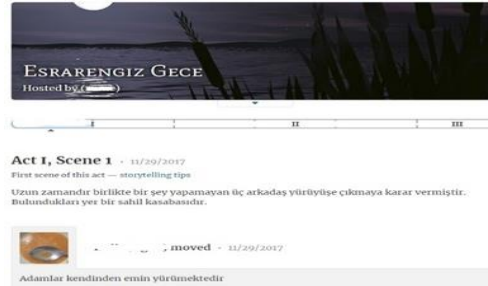 ESRARENGIZ GECE
Hosted by ( )
I II III
Act I, Scene 1 · 11/29/2017
First scene of this act — storytelling tips
Uzun zamandır birlikte bir şey yapamayan üç arkadaş yürüyüşe çıkmaya karar vermiştir.
Bulundukları yer bir sahil kasabasıdır.
, moved · 11/29/2017
Adamlar kendinden emin yürümektedir